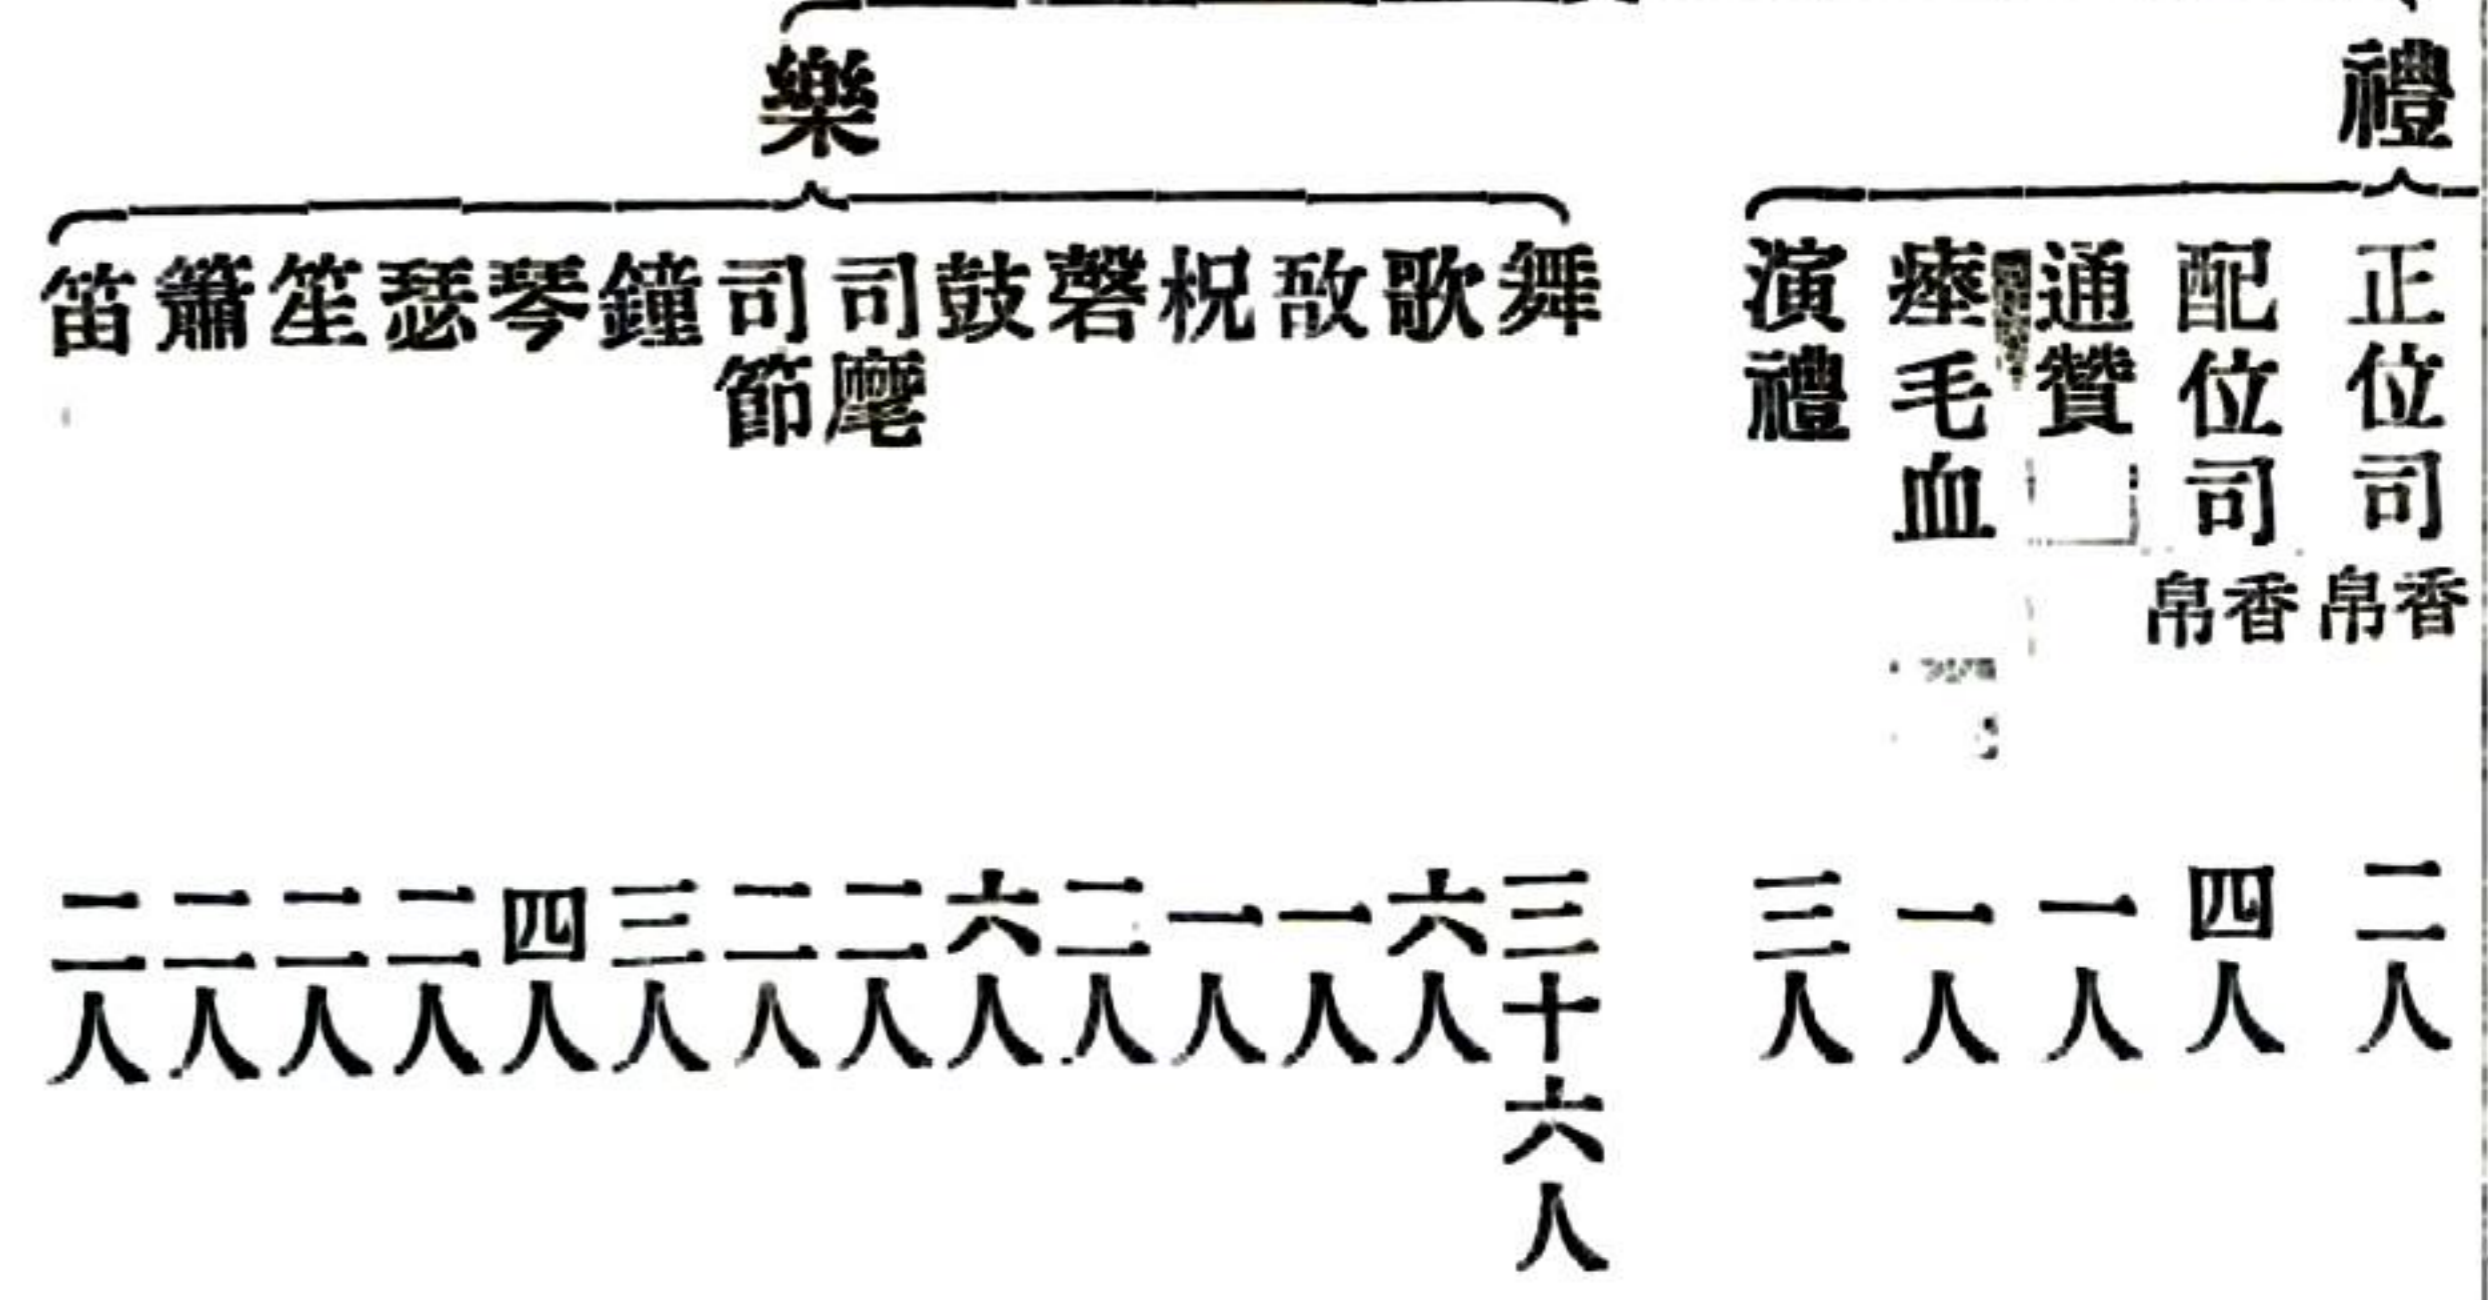 禮
正位司香帛 二人
配位司香帛 四人
通贊 一人
瘞毛血 一人
演禮 三人
樂
舞 三十六人
歌 六人
敔 一人
柷 一人
磬 二人
鼓 六人
司麾 二人
司節 二人
鐘 三人
琴 四人
瑟 二人
笙 二人
簫 二人
笛 二人